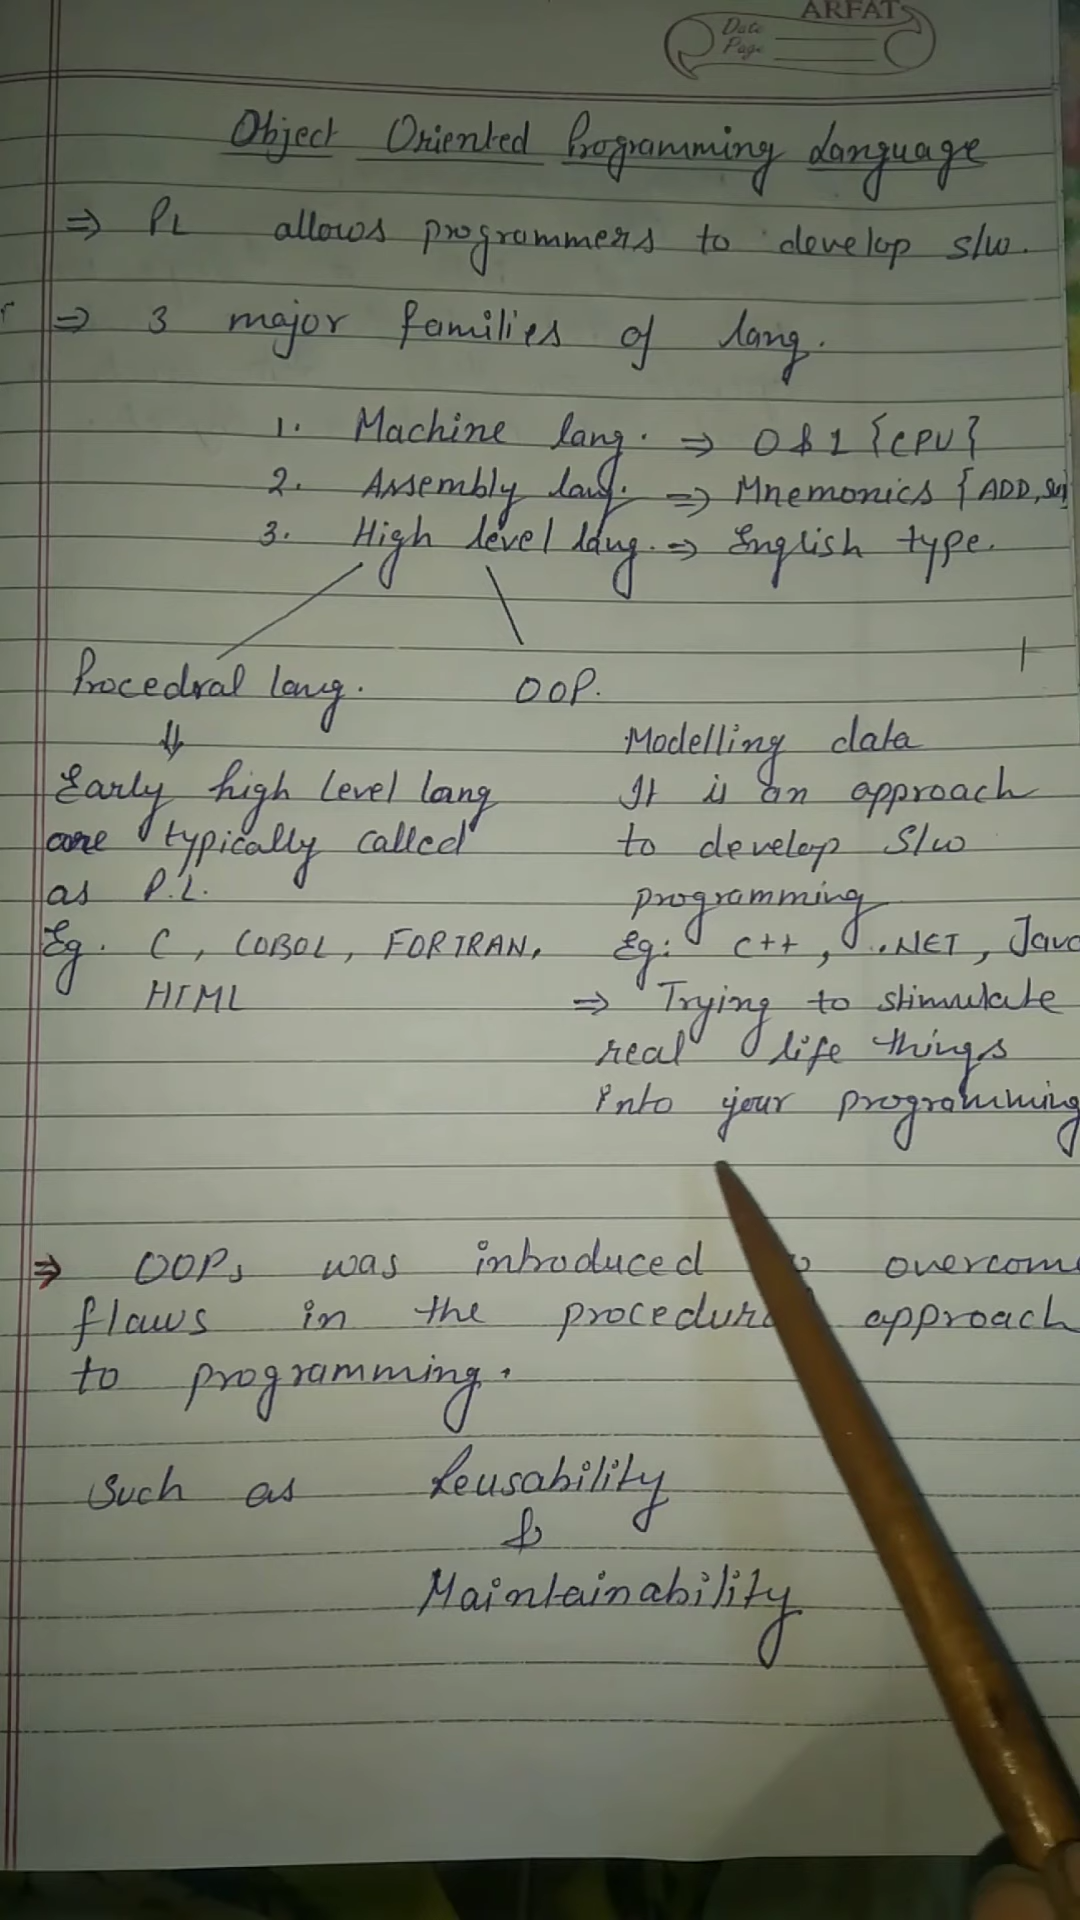 ARFAT
Date
Page
Object Oriented Programming Language
⇒ PL allows programmers to develop s/w.
⇒ 3 major families of lang.
1. Machine lang. ⇒ 0 & 1 {CPU}
2. Assembly lang. ⇒ Mnemonics {ADD,
3. High level lang. ⇒ English type.
Procedral lang.
⇓
Early high level lang
are typically called
as P.L.
Eg. C, COBOL, FORTRAN,
HTML
OOP.
Modelling data
It is an approach
to develop S/w
programming
Eg: C++, .NET, Java
⇒ Trying to stimulate
real life things
into your programming
⇒ OOPs was introduced overcome
flaws in the procedural approach
to programming.
Such as Reusability
&
Maintainability